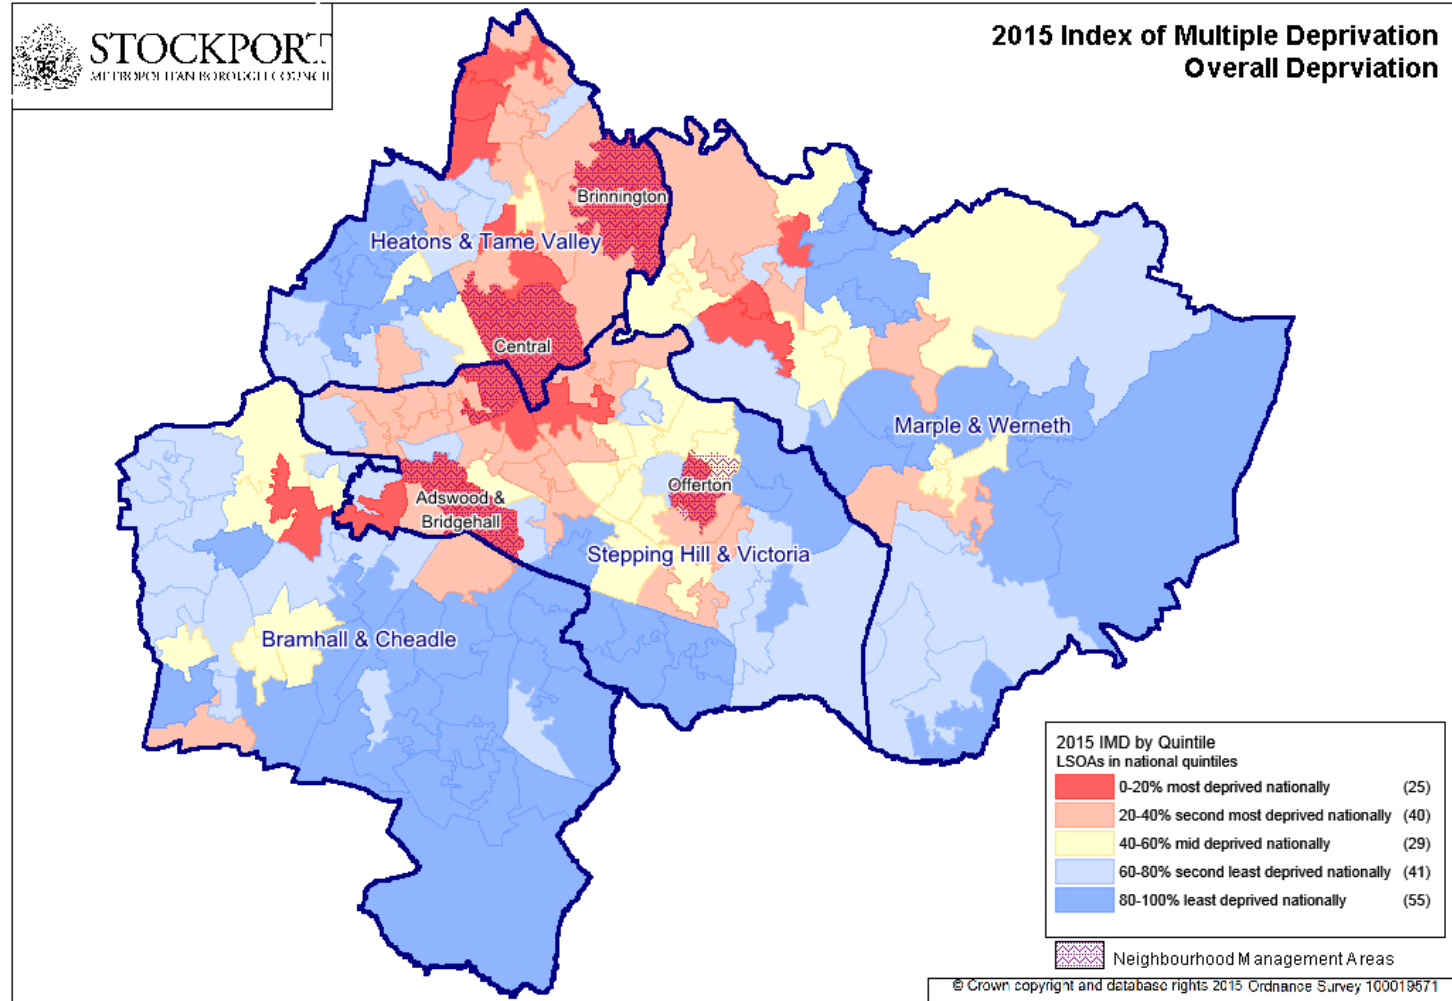 STOCKPORT
METROPOLITAN BOROUGH COUNCIL
2015 Index of Multiple Deprivation
Overall Deprviation
Brinnington
Heatons & Tame Valley
Central
Marple & Werneth
Offerton
Adswood &
Bridgehall
Stepping Hill & Victoria
Bramhall & Cheadle
2015 IMD by Quintile
LSOAs in national quintiles
0-20% most deprived nationally (25)
20-40% second most deprived nationally (40)
40-60% mid deprived nationally (29)
60-80% second least deprived nationally (41)
80-100% least deprived nationally (55)
Neighbourhood Management Areas
© Crown copyright and database rights 2015 Ordnance Survey 100019571